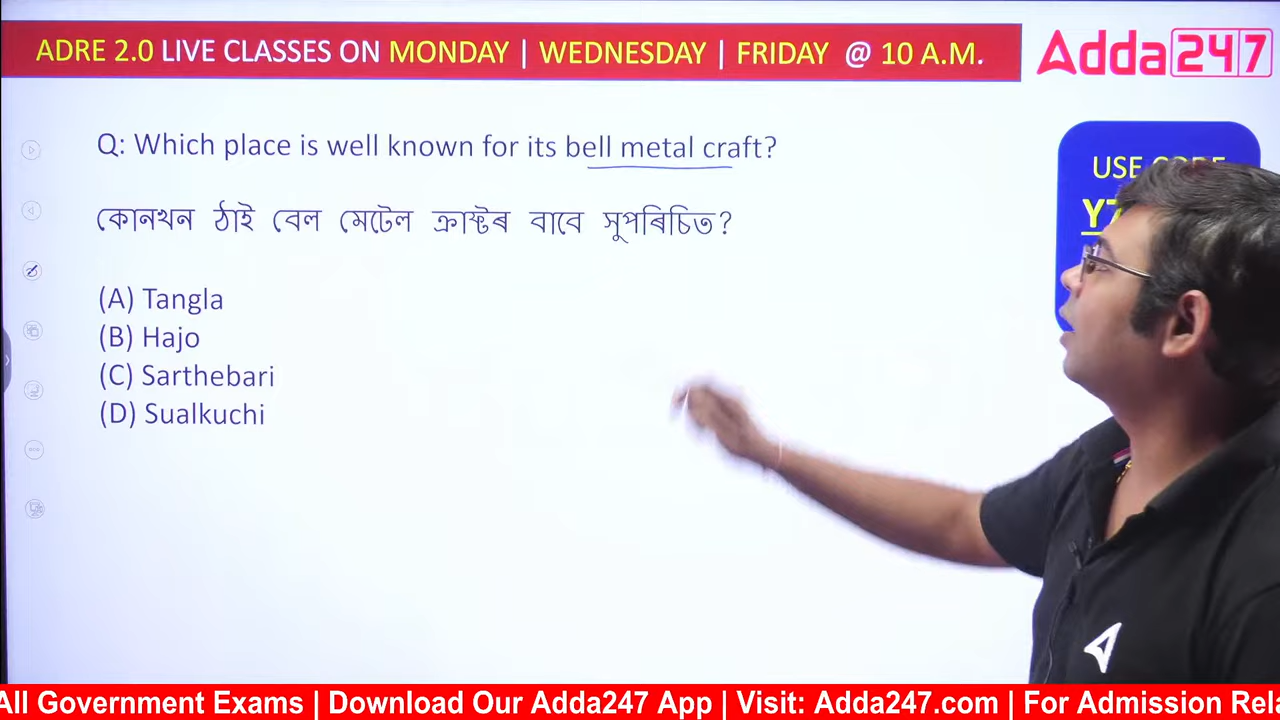 ADRE 2.0 LIVE CLASSES ON MONDAY | WEDNESDAY | FRIDAY @ 10 A.M.
Adda247
Q: Which place is well known for its bell metal craft?
USE CODE
কোনখন ঠাই বেল মেটেল ক্ৰাফ্টৰ বাবে সুপৰিচিত?
(A) Tangla
(B) Hajo
(C) Sarthebari
(D) Sualkuchi
All Government Exams | Download Our Adda247 App | Visit: Adda247.com | For Admission Rela